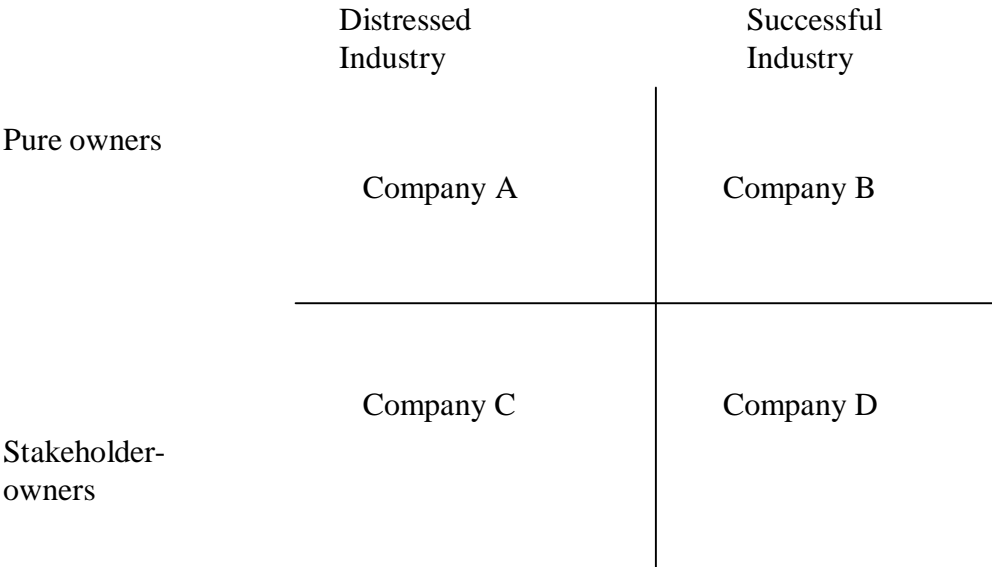 Distressed Successful
Industry Industry
Pure owners
Company A Company B
Company C Company D
Stakeholder-
owners